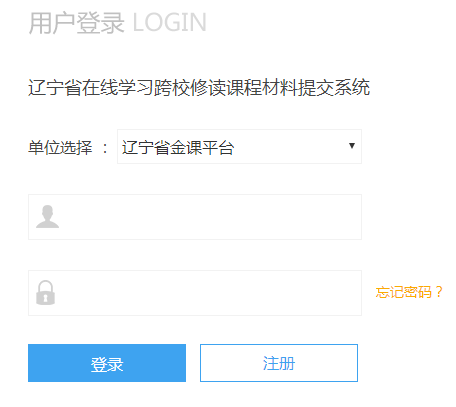 用户登录 LOGIN
辽宁省在线学习跨校修读课程材料提交系统
单位选择 ： 辽宁省金课平台
忘记密码？
登录 注册